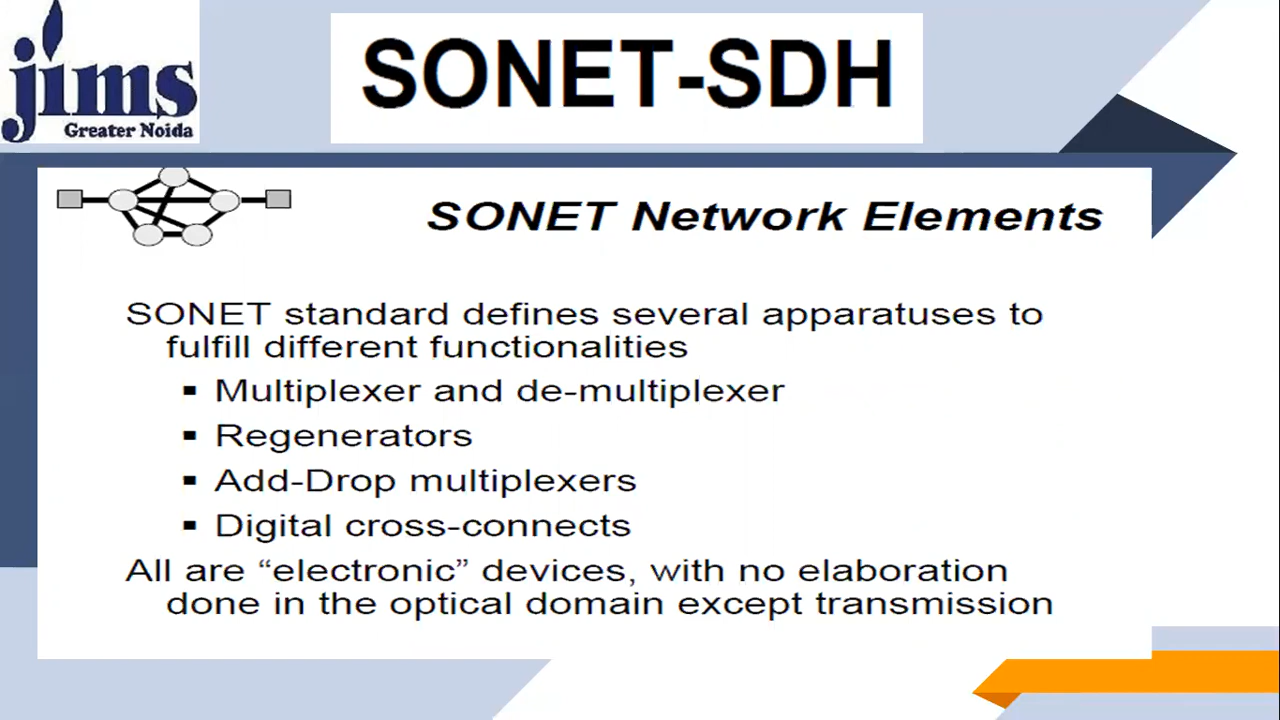 jims
Greater Noida
SONET-SDH
SONET Network Elements
SONET standard defines several apparatuses to
fulfill different functionalities
▪ Multiplexer and de-multiplexer
▪ Regenerators
▪ Add-Drop multiplexers
▪ Digital cross-connects
All are “electronic” devices, with no elaboration
done in the optical domain except transmission